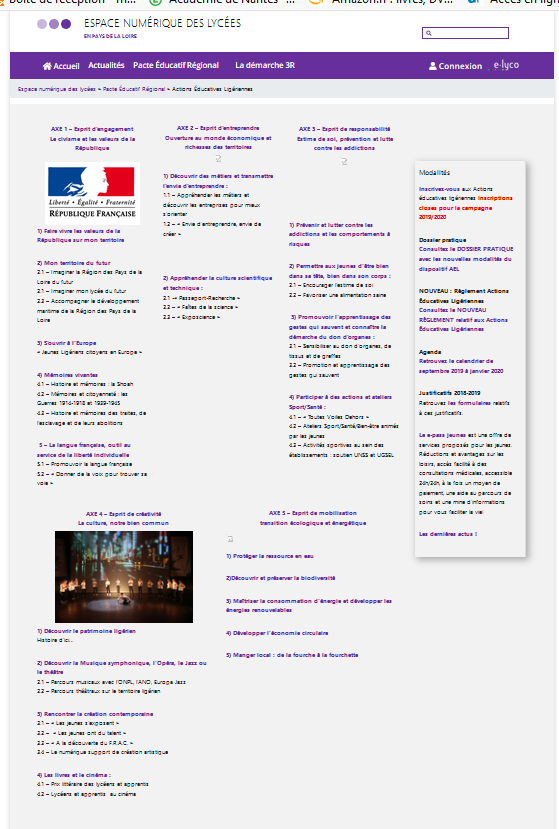 Boîte de réception
Académie de Nantes
Amazon.fr : livres, DV...
ESPACE NUMÉRIQUE DES LYCÉES
EN PAYS DE LA LOIRE
Accueil Actualités Pacte Éducatif Régional La démarche 3R Connexion e-lyco
Espace numérique des lycées » Pacte Éducatif Régional » Actions Éducatives Ligériennes
AXE 1 – Esprit d'engagement
Le civisme et les valeurs de la
République
Liberté • Égalité • Fraternité
RÉPUBLIQUE FRANÇAISE
1) Faire vivre les valeurs de la
République sur mon territoire
2) Mon territoire du futur
2.1 – Imaginer la Région des Pays de la
Loire du futur
2.1 – Imaginer mon lycée du futur
2.2 – Accompagner le développement
maritime de la Région des Pays de la
Loire
3) S'ouvrir à l'Europe
« Jeunes Ligériens citoyens en Europe »
4) Mémoires vivantes
4.1 – Histoire et mémoires : la Shoah
4.2 – Mémoires et citoyenneté : les
Guerres 1914-1918 et 1939-1945
4.3 – Histoire et mémoires des traites, de
l'esclavage et de leurs abolitions
5 – La langue française, outil au
service de la liberté individuelle
5.1 – Promouvoir la langue française
5.2 – « Donner de la voix pour trouver sa
voie »
AXE 2 – Esprit d'entreprendre
Ouverture au monde économique et
richesses des territoires
1) Découvrir des métiers et transmettre
l'envie d'entreprendre :
1.1 – Appréhender les métiers et
découvrir les entreprises pour mieux
s'orienter
1.2 – « Envie d'entreprendre, envie de
créer »
2) Appréhender la culture scientifique
et technique :
2.1 –« Passeport-Recherche »
2.2 – « Faites de la science »
2.3 – « Exposcience »
AXE 3 – Esprit de responsabilité
Estime de soi, prévention et lutte
contre les addictions
1) Prévenir et lutter contre les
addictions et les comportements à
risques
2) Permettre aux jeunes d'être bien
dans sa tête, bien dans son corps :
2.1 – Encourager l'estime de soi
2.2 – Favoriser une alimentation saine
3) Promouvoir l'apprentissage des
gestes qui sauvent et connaître la
démarche du don d'organes :
2.1 – Sensibiliser au don d'organes, de
tissus et de greffes
2.2 – Promotion et apprentissage des
gestes qui sauvent
4) Participer à des actions et ateliers
Sport/Santé :
4.1 – « Toutes Voiles Dehors »
4.2 – Ateliers Sport/Santé/Bien-être animés
par les jeunes
4.3 – Activités sportives au sein des
établissements : soutien UNSS et UGSEL
Modalités
Inscrivez-vous aux Actions
éducatives ligériennes Inscriptions
closes pour la campagne
2019/2020
Dossier pratique
Consultez le DOSSIER PRATIQUE
avec les nouvelles modalités du
dispositif AEL
NOUVEAU : Règlement Actions
Éducatives Ligériennes
Consultez le NOUVEAU
RÈGLEMENT relatif aux Actions
Éducatives Ligériennes
Agenda
Retrouvez le calendrier de
septembre 2019 à janvier 2020
Justificatifs 2018-2019
Retrouvez les formulaires relatifs
à ces justificatifs.
Le e-pass jeunes est une offre de
services proposés pour les jeunes.
Réductions et avantages sur les
loisirs, accès facilité à des
consultations médicales, accessible
24h/24h, à la fois un moyen de
paiement, une aide au parcours de
soins et une mine d'informations
pour vous faciliter la vie!
Les dernières actus !
AXE 4 – Esprit de créativité
La culture, notre bien commun
1) Découvrir le patrimoine ligérien
Histoire d'ici...
2) Découvrir la Musique symphonique, l'Opéra, le Jazz ou
le théâtre
2.1 – Parcours musicaux avec l'ONPL, l'ANO, Europa Jazz
2.2 – Parcours théâtraux sur le territoire ligérien
3) Rencontrer la création contemporaine
2.1 – « Les jeunes s'exposent »
2.2 – « Les jeunes ont du talent »
2.3 – « A la découverte du F.R.A.C. »
2.4 – Le numérique support de création artistique
4) Les livres et le cinéma :
4.1 – Prix littéraire des lycéens et apprentis
4.2 – Lycéens et apprentis au cinéma
AXE 5 – Esprit de mobilisation
transition écologique et énergétique
1) Protéger la ressource en eau
2)Découvrir et préserver la biodiversité
3) Maîtriser la consommation d'énergie et développer les
énergies renouvelables
4) Développer l'économie circulaire
5) Manger local : de la fourche à la fourchette